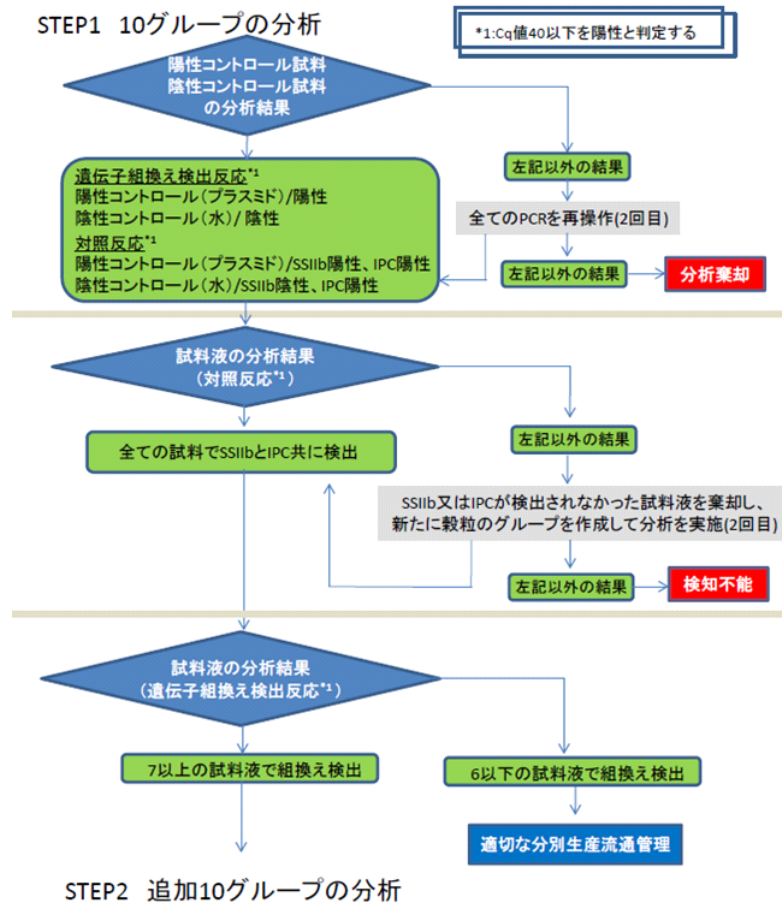 STEP1 10グループの分析
*1:Cq値40以下を陽性と判定する
陽性コントロール試料
陰性コントロール試料
の分析結果
左記以外の結果
遺伝子組換え検出反応*1
陽性コントロール(プラスミド)/陽性
陰性コントロール(水)/ 陰性
対照反応*1
陽性コントロール(プラスミド)/SSIIb陽性、IPC陽性
陰性コントロール(水)/SSIIb陰性、IPC陽性
全てのPCRを再操作(2回目)
左記以外の結果
分析棄却
試料液の分析結果
(対照反応*1)
全ての試料でSSIIbとIPC共に検出
左記以外の結果
SSIIb又はIPCが検出されなかった試料液を棄却し、
新たに穀粒のグループを作成して分析を実施(2回目)
左記以外の結果
検知不能
試料液の分析結果
(遺伝子組換え検出反応*1)
7以上の試料液で組換え検出
6以下の試料液で組換え検出
適切な分別生産流通管理
STEP2 追加10グループの分析